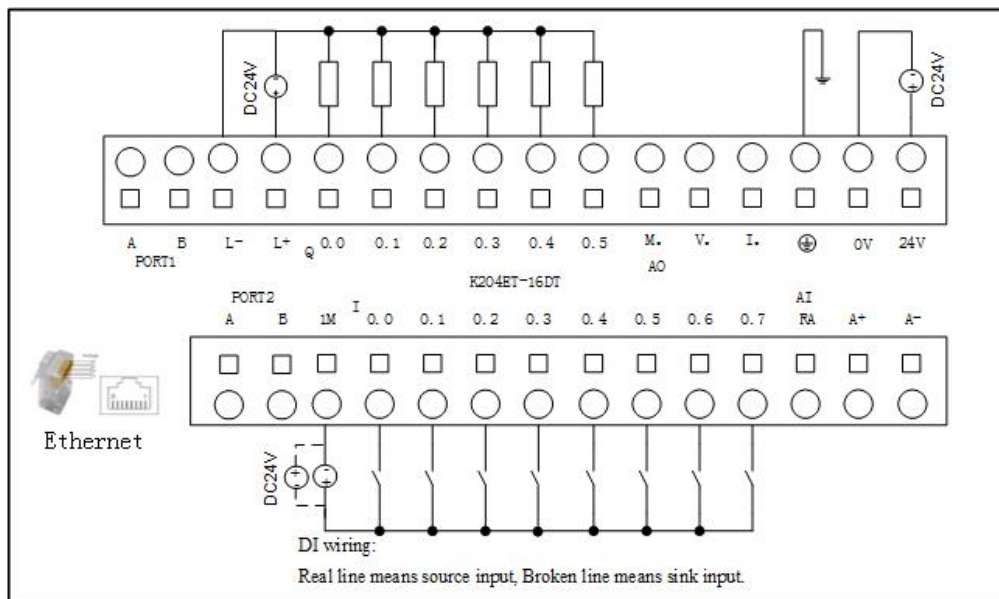 DC24V
DC24V
A B L- L+ Q 0.0 0.1 0.2 0.3 0.4 0.5 M. V. I. 0V 24V
PORT1 AO
K204ET-16DT
PORT2 I AI
A B 1M 0.0 0.1 0.2 0.3 0.4 0.5 0.6 0.7 RA A+ A-
Ethernet
DC24V
DI wiring:
Real line means source input, Broken line means sink input.